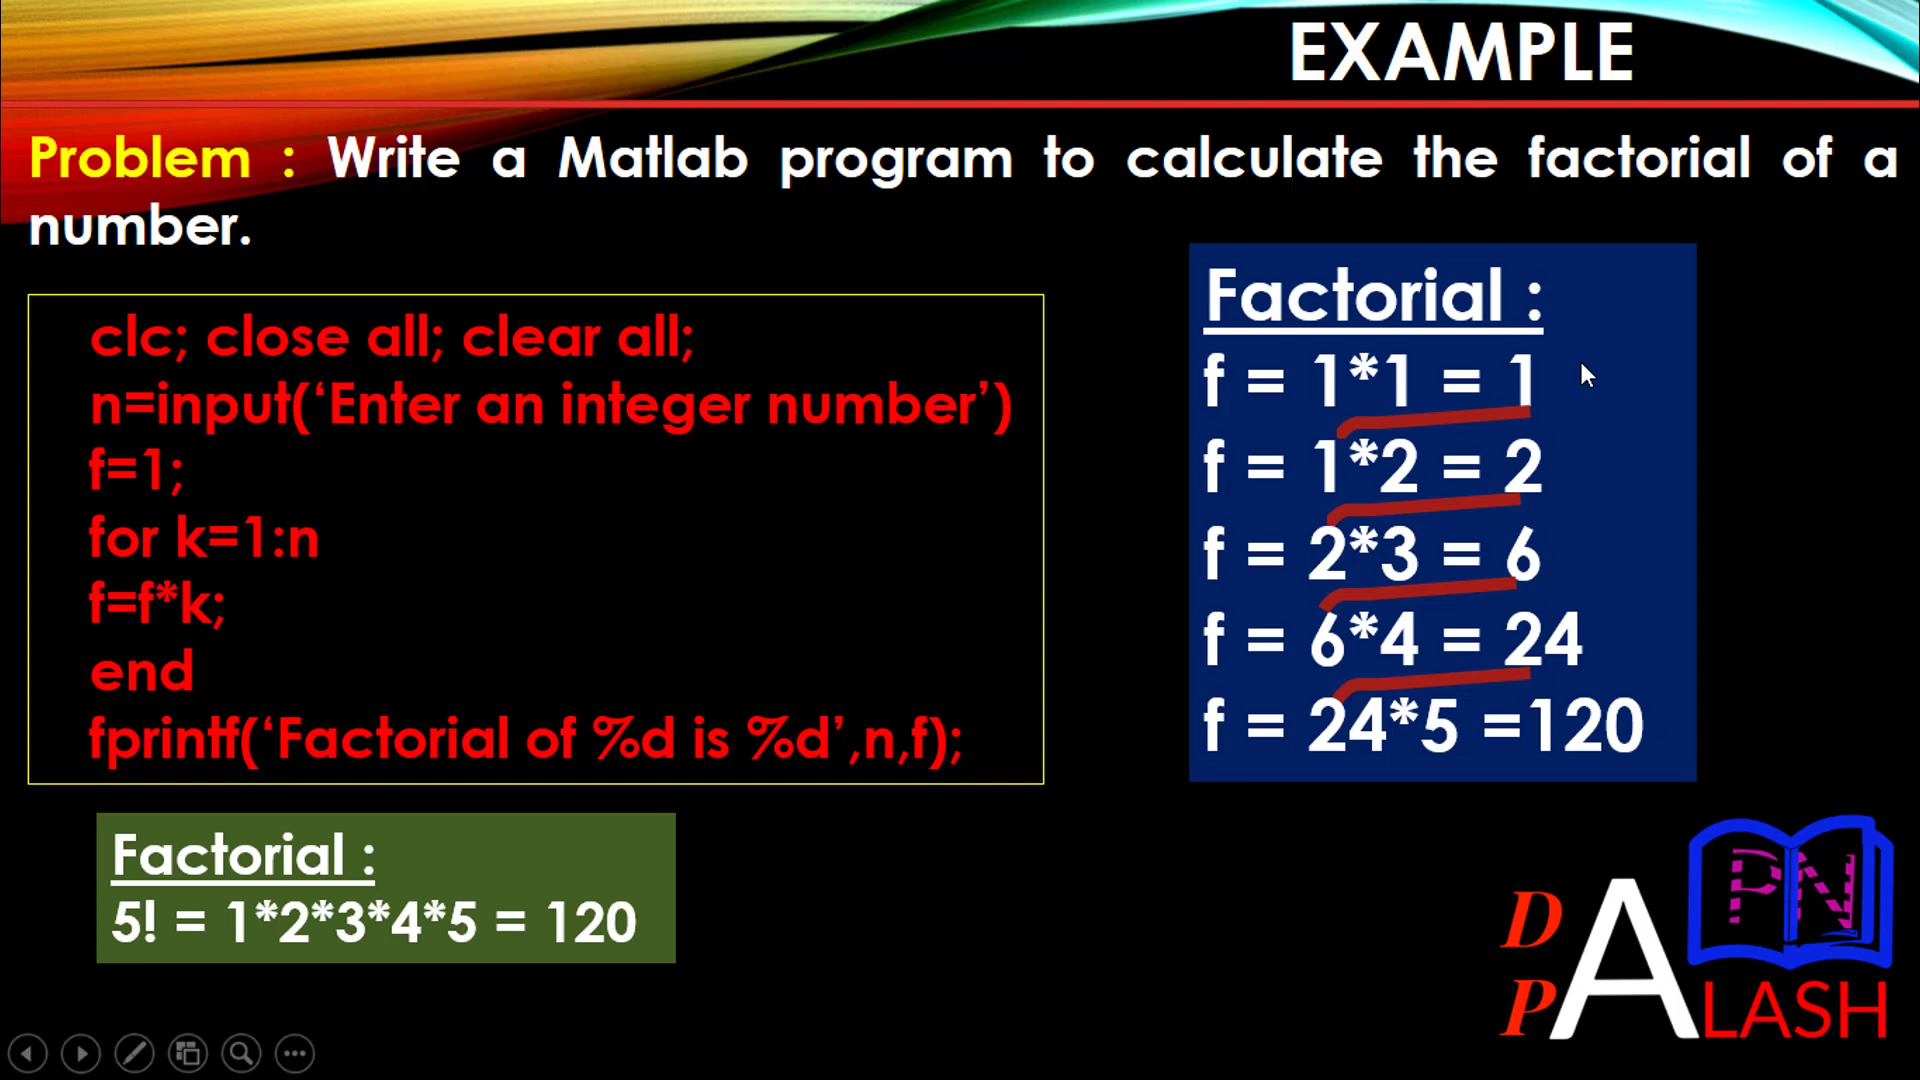 EXAMPLE
Problem : Write a Matlab program to calculate the factorial of a
number.
clc; close all; clear all;
n=input(‘Enter an integer number’)
f=1;
for k=1:n
f=f*k;
end
fprintf(‘Factorial of %d is %d’,n,f);
Factorial :
f = 1*1 = 1
f = 1*2 = 2
f = 2*3 = 6
f = 6*4 = 24
f = 24*5 =120
Factorial :
5! = 1*2*3*4*5 = 120
PN
D
P
ALASH